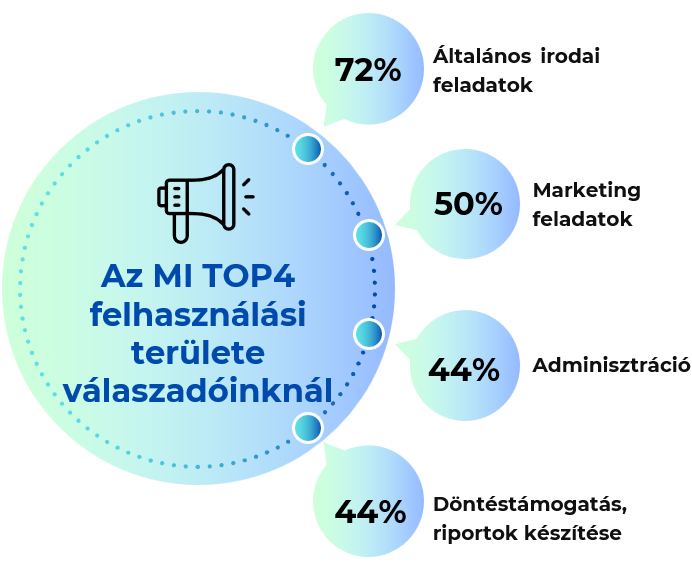 72%
Általános irodai
feladatok
50%
Marketing
feladatok
Az MI TOP4
felhasználási
területe
válaszadóinknál
44%
Adminisztráció
44%
Döntéstámogatás,
riportok készítése